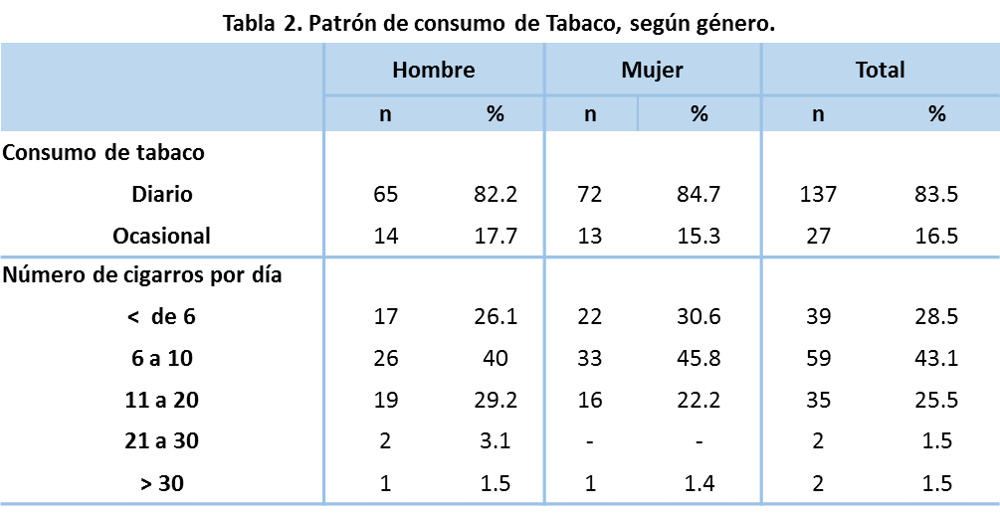 Tabla 2. Patrón de consumo de Tabaco, según género.
Hombre Mujer Total
n % n % n %
Consumo de tabaco
Diario 65 82.2 72 84.7 137 83.5
Ocasional 14 17.7 13 15.3 27 16.5
Número de cigarros por día
< de 6 17 26.1 22 30.6 39 28.5
6 a 10 26 40 33 45.8 59 43.1
11 a 20 19 29.2 16 22.2 35 25.5
21 a 30 2 3.1 - - 2 1.5
> 30 1 1.5 1 1.4 2 1.5